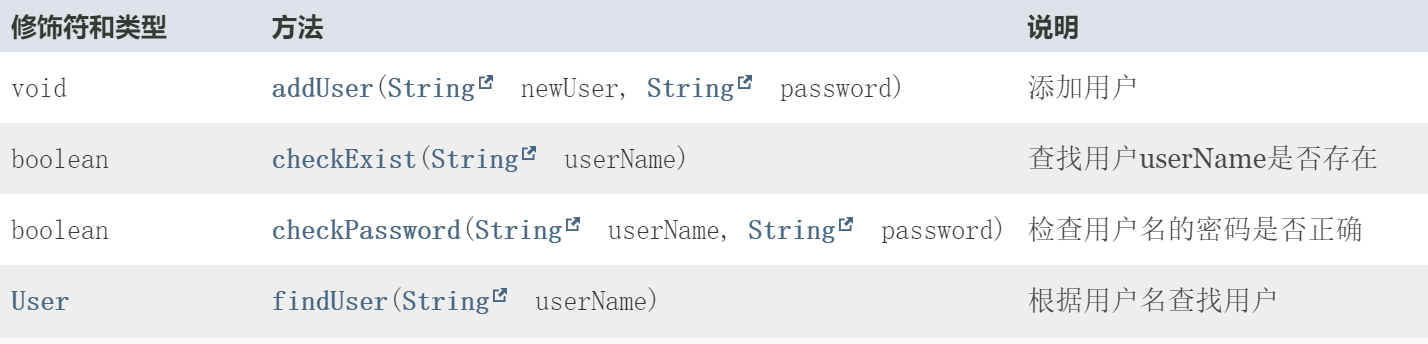 修饰符和类型 方法 说明
void addUser(String newUser, String password) 添加用户
boolean checkExist(String userName) 查找用户userName是否存在
boolean checkPassword(String userName, String password) 检查用户名的密码是否正确
User findUser(String userName) 根据用户名查找用户